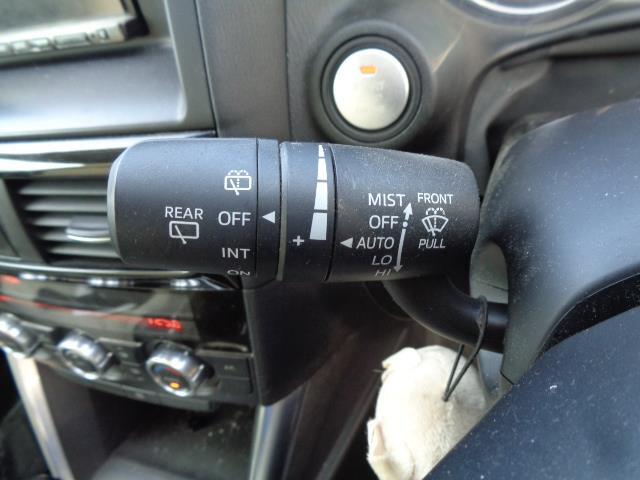 REAR
OFF
INT
ON
+
MIST
OFF
AUTO
LO
HI
FRONT
PULL